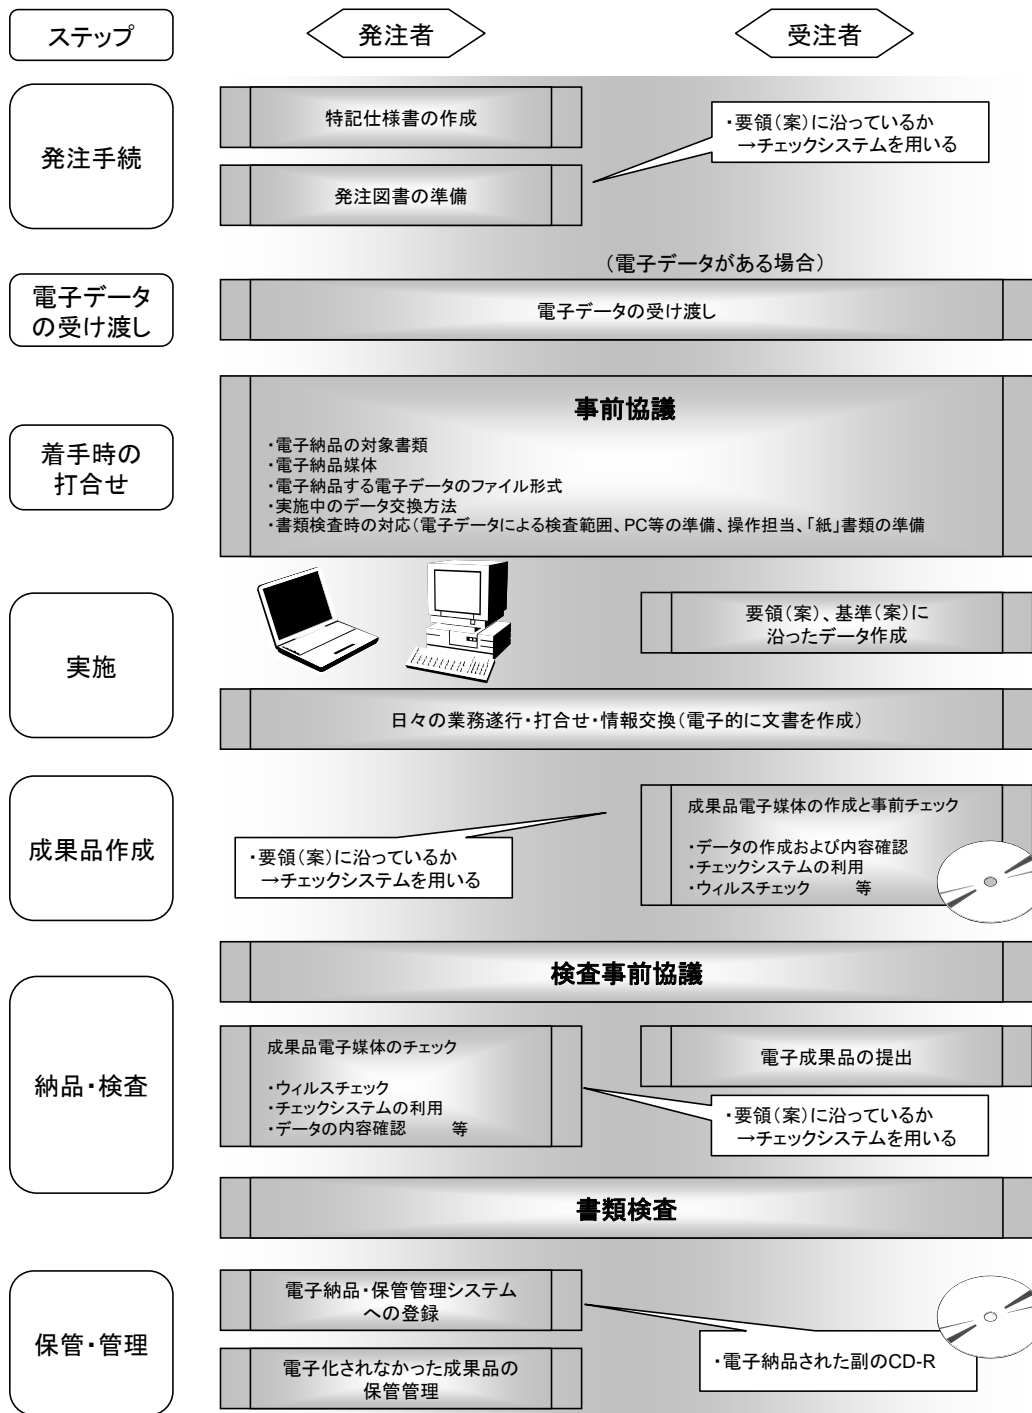 ステップ
発注者
受注者
発注手続
特記仕様書の作成
・要領(案)に沿っているか
→チェックシステムを用いる
発注図書の準備
(電子データがある場合)
電子データ
の受け渡し
電子データの受け渡し
着手時の
打合せ
事前協議
・電子納品の対象書類
・電子納品媒体
・電子納品する電子データのファイル形式
・実施中のデータ交換方法
・書類検査時の対応(電子データによる検査範囲、PC等の準備、操作担当、「紙」書類の準備
実施
要領(案)、基準(案)に
沿ったデータ作成
日々の業務遂行・打合せ・情報交換(電子的に文書を作成)
成果品作成
・要領(案)に沿っているか
→チェックシステムを用いる
成果品電子媒体の作成と事前チェック
・データの作成および内容確認
・チェックシステムの利用
・ウィルスチェック 等
納品・検査
検査事前協議
成果品電子媒体のチェック
・ウィルスチェック
・チェックシステムの利用
・データの内容確認 等
電子成果品の提出
・要領(案)に沿っているか
→チェックシステムを用いる
書類検査
保管・管理
電子納品・保管管理システム
への登録
・電子納品された副のCD-R
電子化されなかった成果品の
保管管理